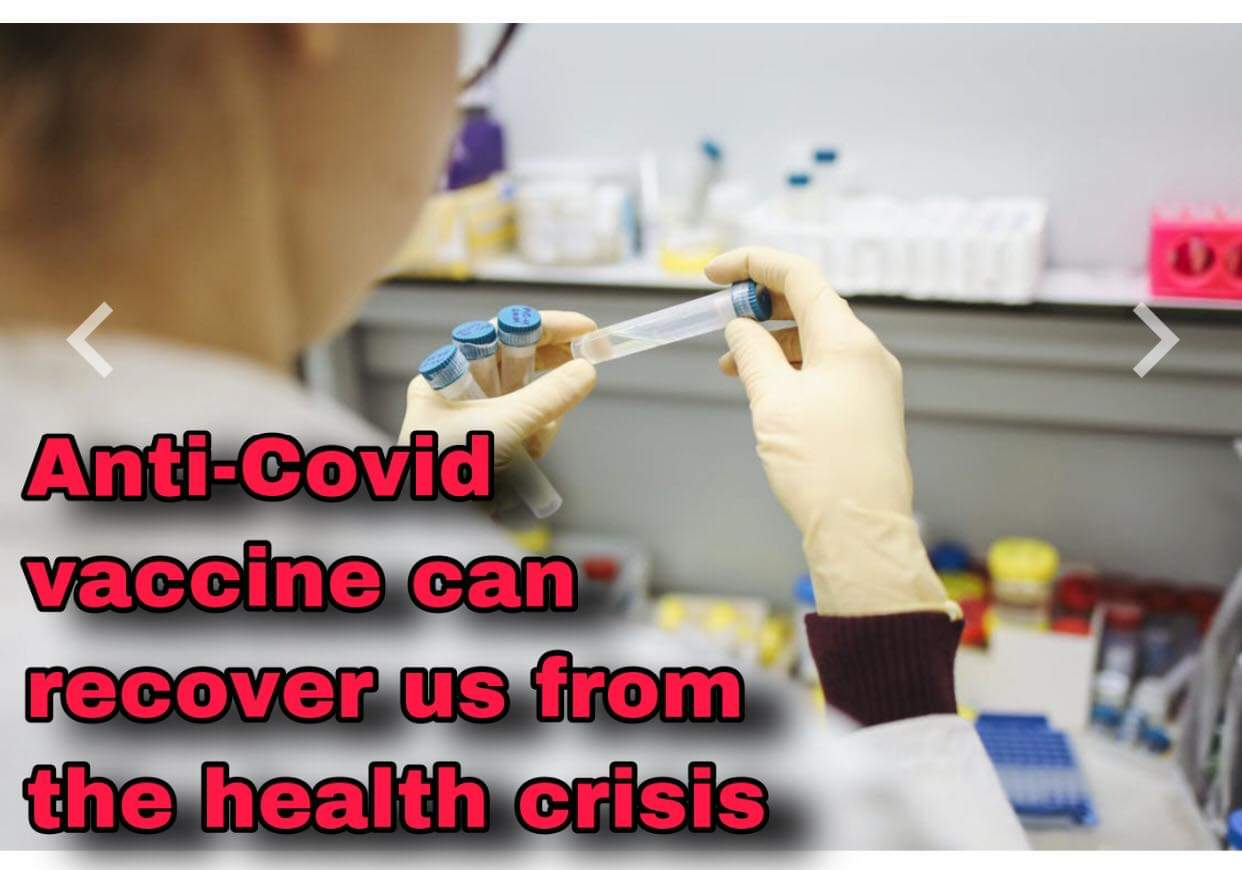 Anti-Covid
vaccine can
recover us from
the health crisis